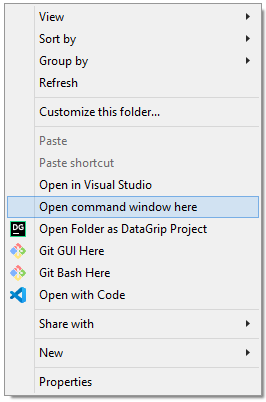 View
Sort by
Group by
Refresh
Customize this folder...
Paste
Paste shortcut
Open in Visual Studio
Open command window here
DG
Open Folder as DataGrip Project
Git GUI Here
Git Bash Here
Open with Code
Share with
New
Properties